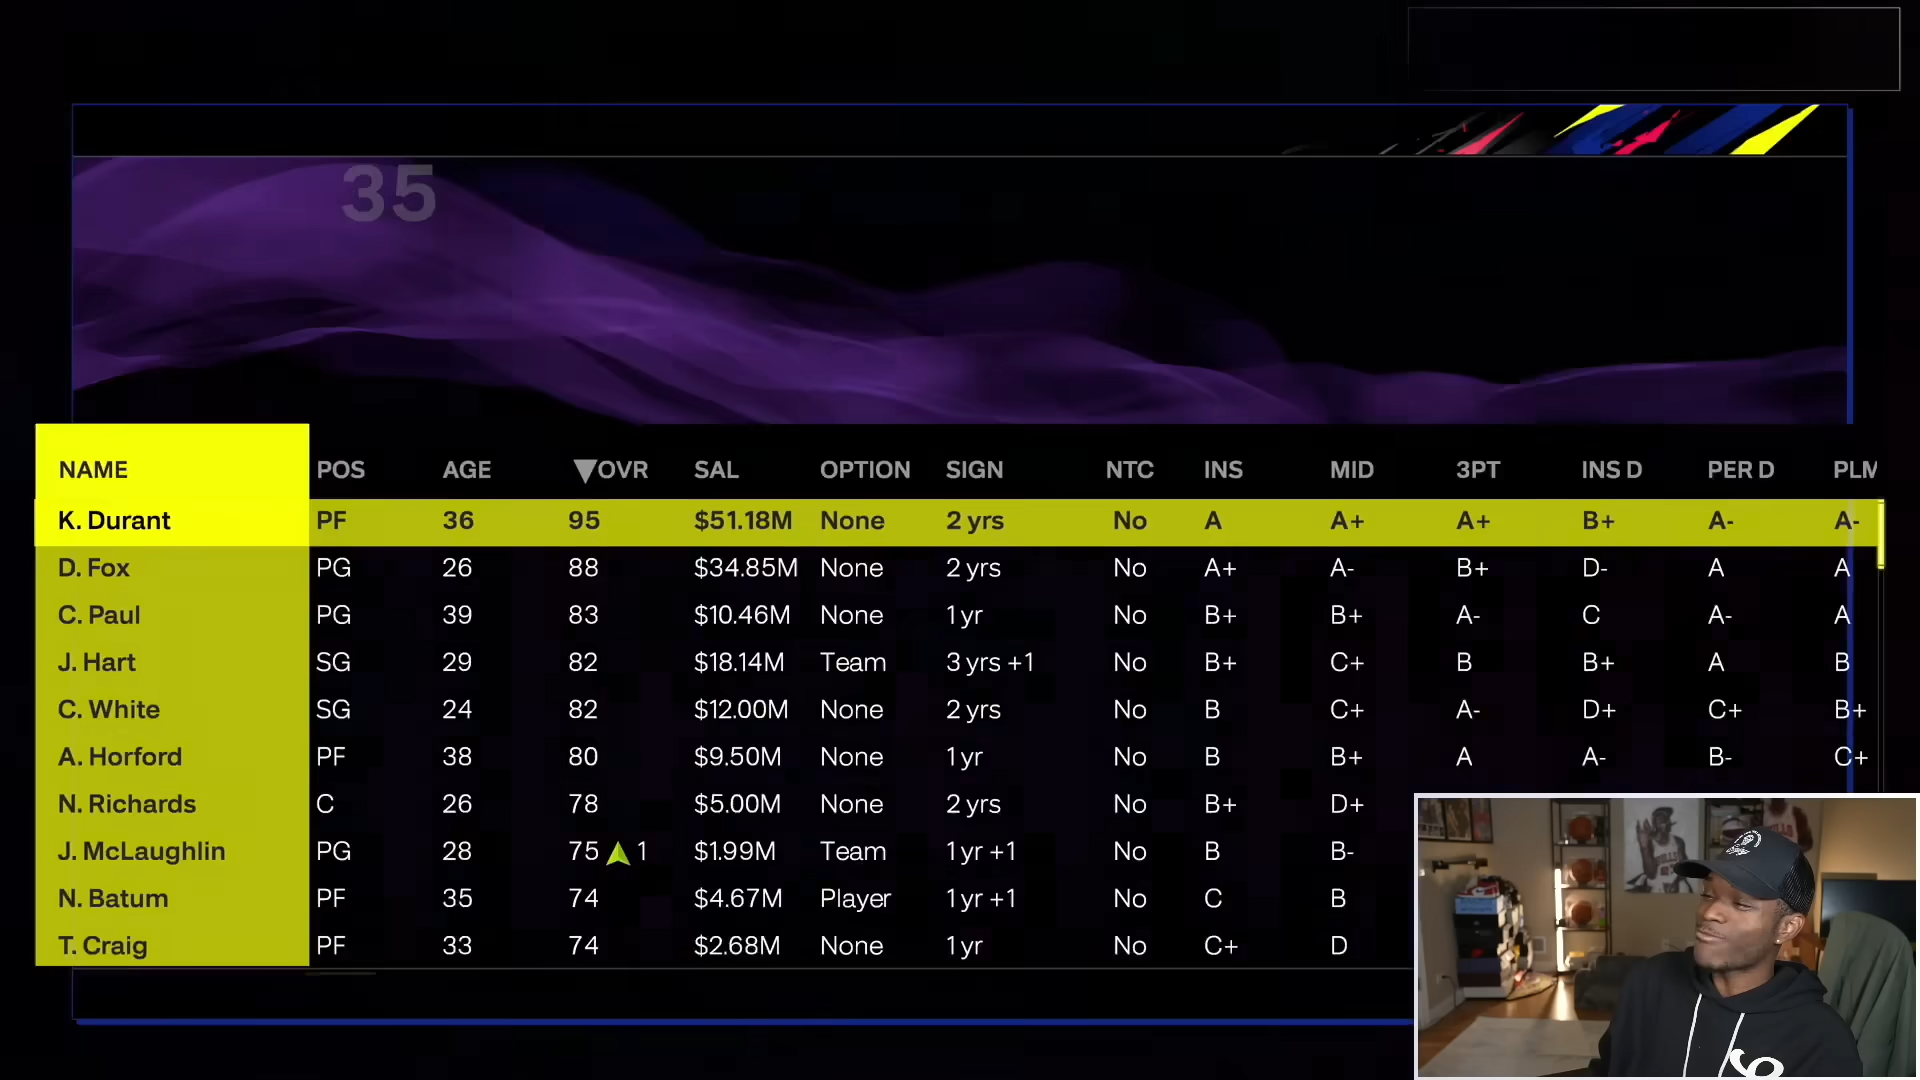 35
NAME POS AGE ▼OVR SAL OPTION SIGN NTC INS MID 3PT INS D PER D PLM
K. Durant PF 36 95 $51.18M None 2 yrs No A A+ A+ B+ A- A-
D. Fox PG 26 88 $34.85M None 2 yrs No A+ A- B+ D- A A
C. Paul PG 39 83 $10.46M None 1 yr No B+ B+ A- C A- A
J. Hart SG 29 82 $18.14M Team 3 yrs +1 No B+ C+ B B+ A B
C. White SG 24 82 $12.00M None 2 yrs No B C+ A- D+ C+ B+
A. Horford PF 38 80 $9.50M None 1 yr No B B+ A A- B- C+
N. Richards C 26 78 $5.00M None 2 yrs No B+ D+
J. McLaughlin PG 28 75 ▲ 1 $1.99M Team 1 yr +1 No B B-
N. Batum PF 35 74 $4.67M Player 1 yr +1 No C B
T. Craig PF 33 74 $2.68M None 1 yr No C+ D